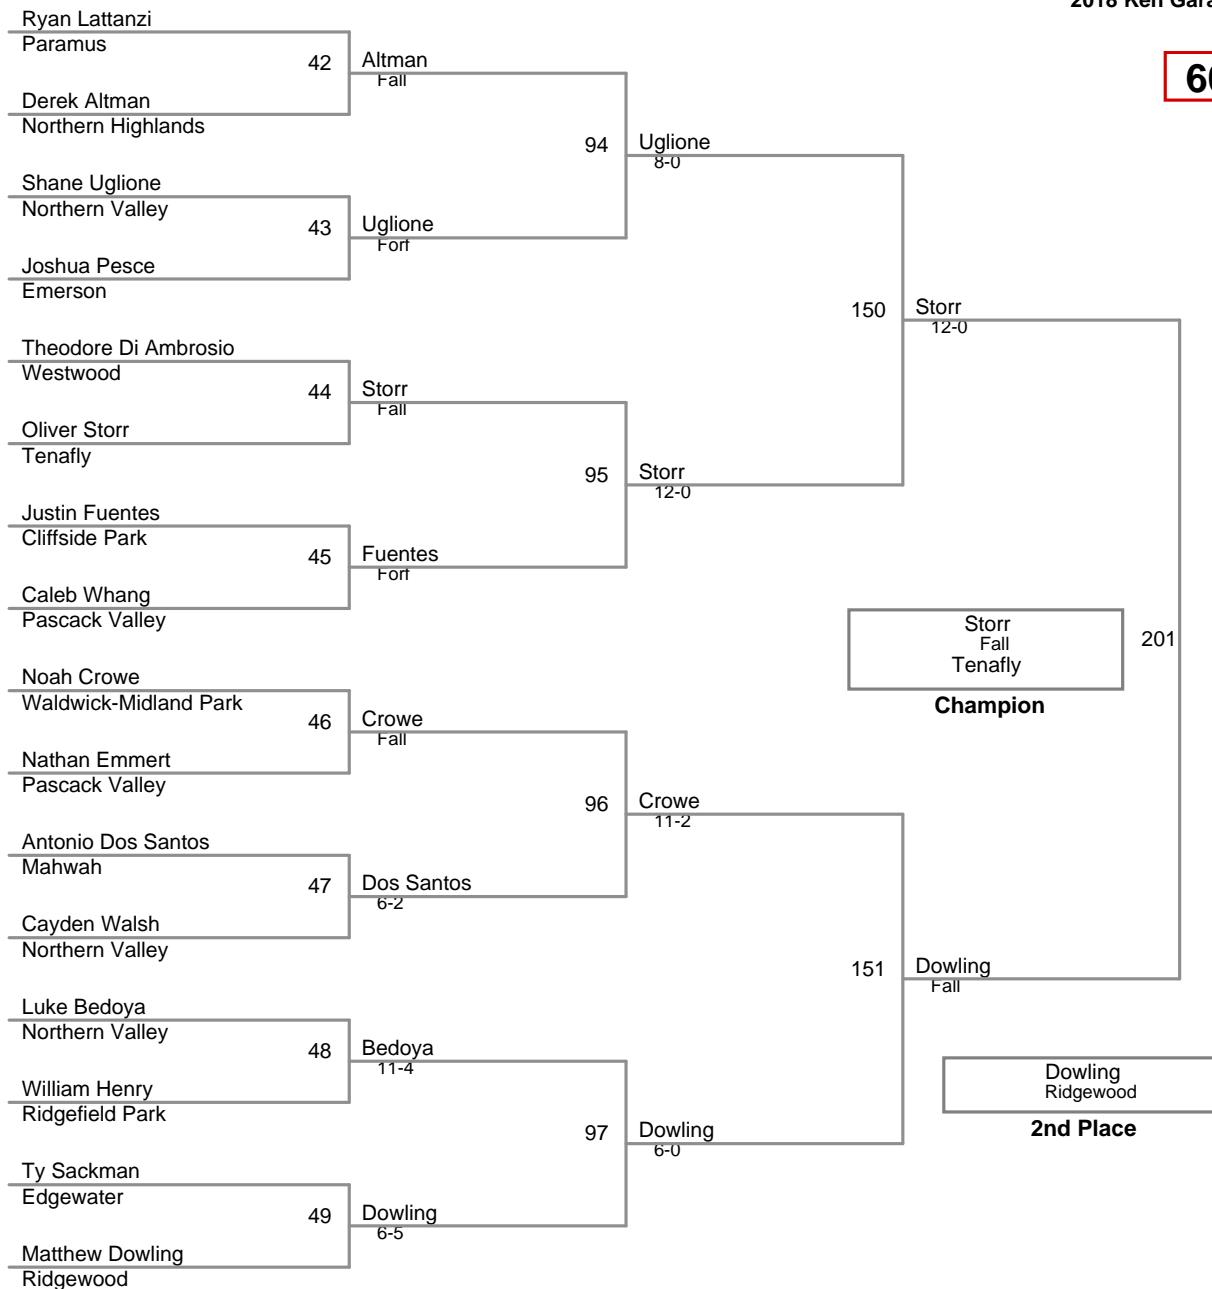 2018 Ken Gara
60
Ryan Lattanzi
Paramus
42
Altman
Fall
Derek Altman
Northern Highlands
94
Uglione
8-0
Shane Uglione
Northern Valley
43
Uglione
Forf
Joshua Pesce
Emerson
150
Storr
12-0
Theodore Di Ambrosio
Westwood
44
Storr
Fall
Oliver Storr
Tenafly
95
Storr
12-0
Justin Fuentes
Cliffside Park
45
Fuentes
Forf
Caleb Whang
Pascack Valley
Storr
Fall
Tenafly
201
Champion
Noah Crowe
Waldwick-Midland Park
46
Crowe
Fall
Nathan Emmert
Pascack Valley
96
Crowe
11-2
Antonio Dos Santos
Mahwah
47
Dos Santos
6-2
Cayden Walsh
Northern Valley
151
Dowling
Fall
Luke Bedoya
Northern Valley
48
Bedoya
11-4
William Henry
Ridgefield Park
Dowling
Ridgewood
2nd Place
97
Dowling
6-0
Ty Sackman
Edgewater
49
Dowling
6-5
Matthew Dowling
Ridgewood